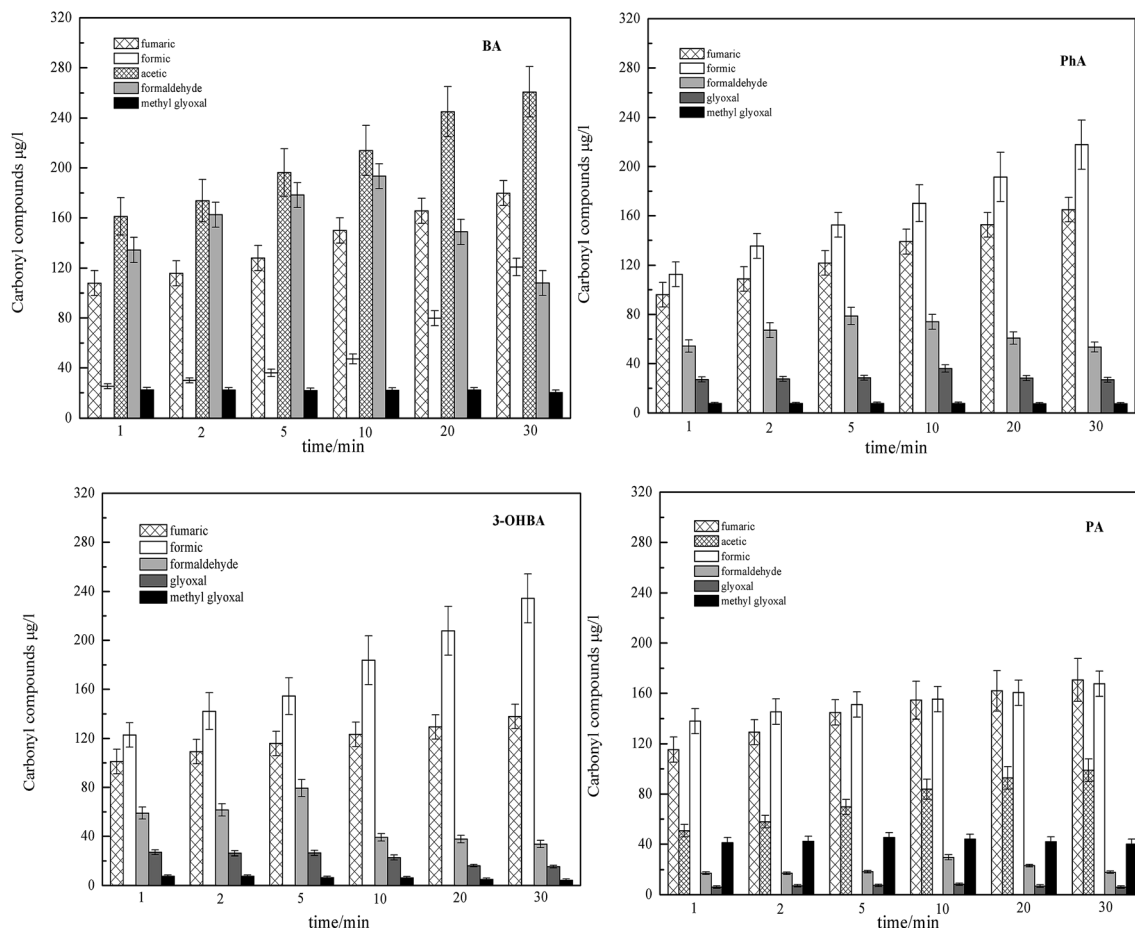 BA
fumaric
formic
acetic
formaldehyde
methyl glyoxal
Carbonyl compounds μg/l
320
280
240
200
160
120
80
40
0
1 2 5 10 20 30
time/min
PhA
fumaric
formic
formaldehyde
glyoxal
methyl glyoxal
Carbonyl compounds μg/l
320
280
240
200
160
120
80
40
0
1 2 5 10 20 30
time/min
3-OHBA
fumaric
formic
formaldehyde
glyoxal
methyl glyoxal
Carbonyl compounds μg/l
320
280
240
200
160
120
80
40
0
1 2 5 10 20 30
time/min
PA
fumaric
acetic
formic
formaldehyde
glyoxal
methyl glyoxal
Carbonyl compounds μg/l
320
280
240
200
160
120
80
40
0
1 2 5 10 20 30
time/min